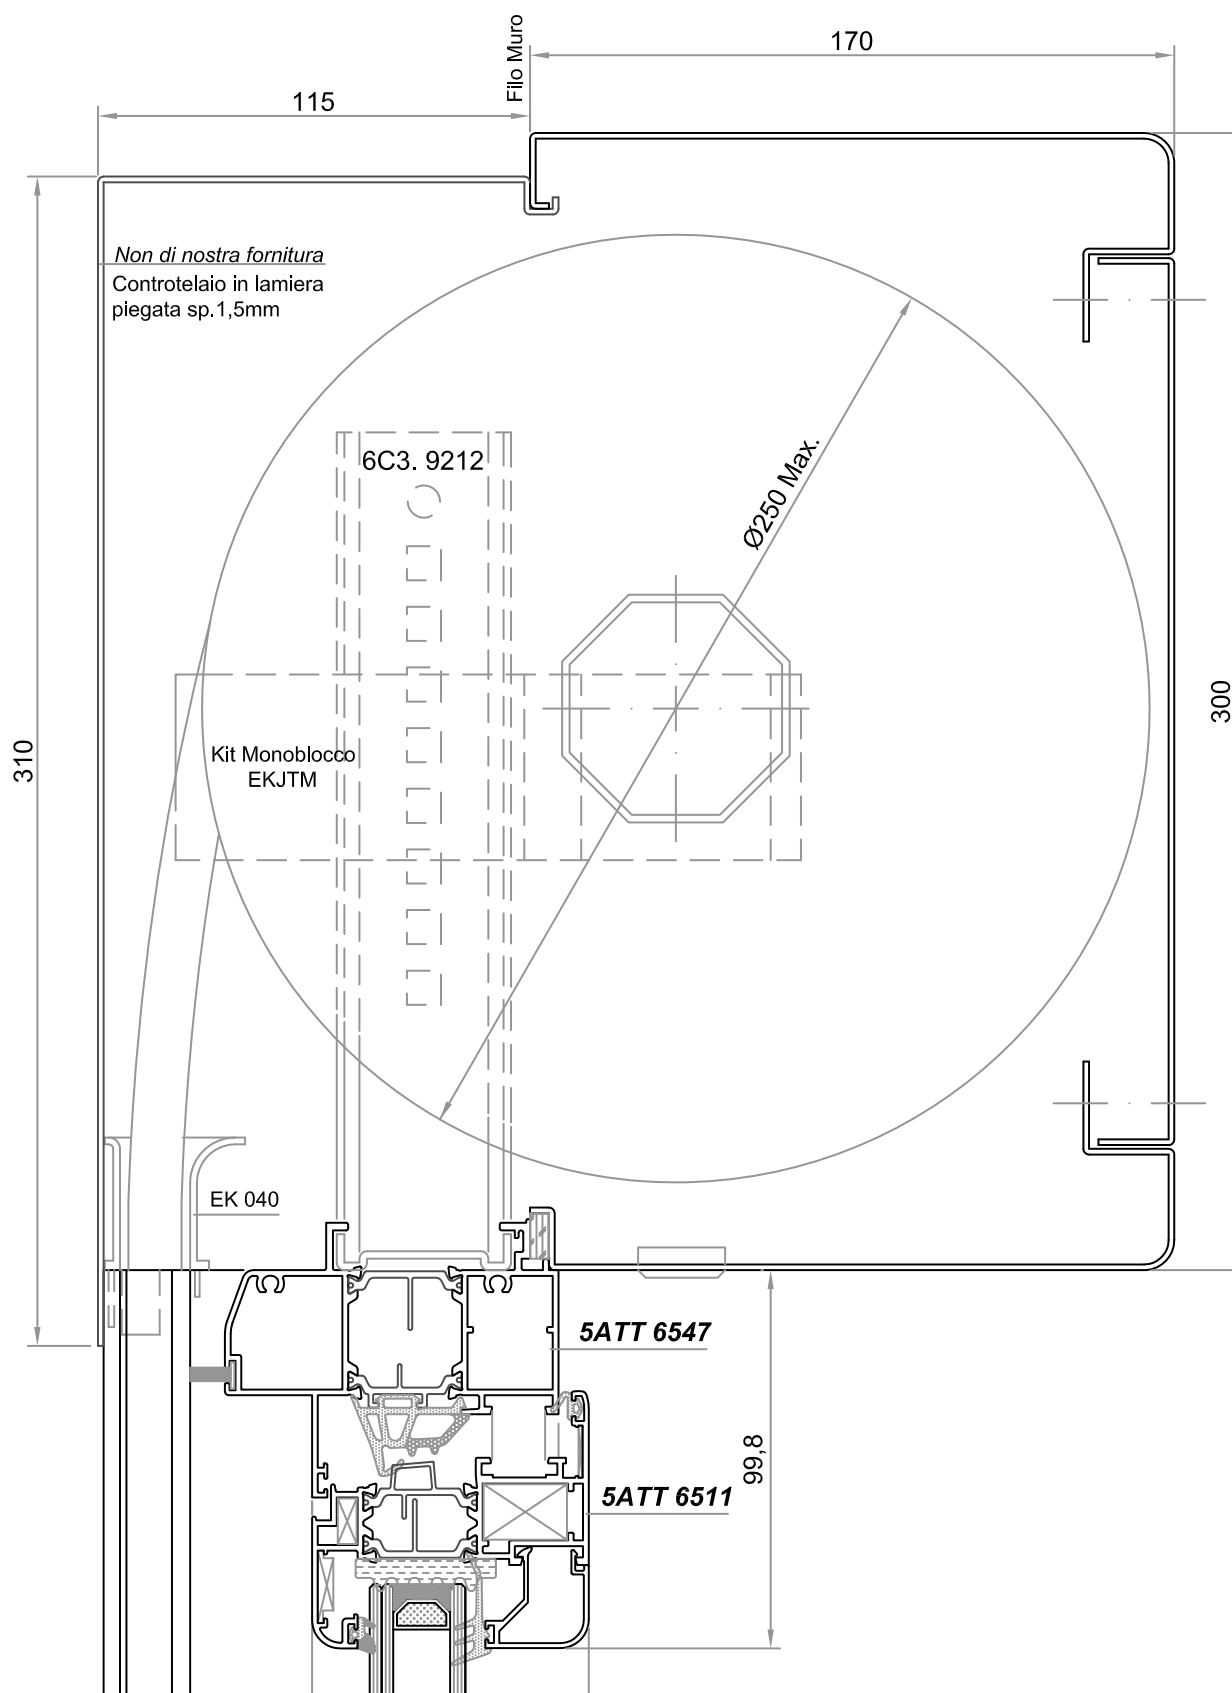 170
Filo Muro
115
Non di nostra fornitura
Controtelaio in lamiera
piegata sp.1,5mm
6C3. 9212
Ø250 Max.
300
310
Kit Monoblocco
EKJTM
EK 040
5ATT 6547
99,8
5ATT 6511